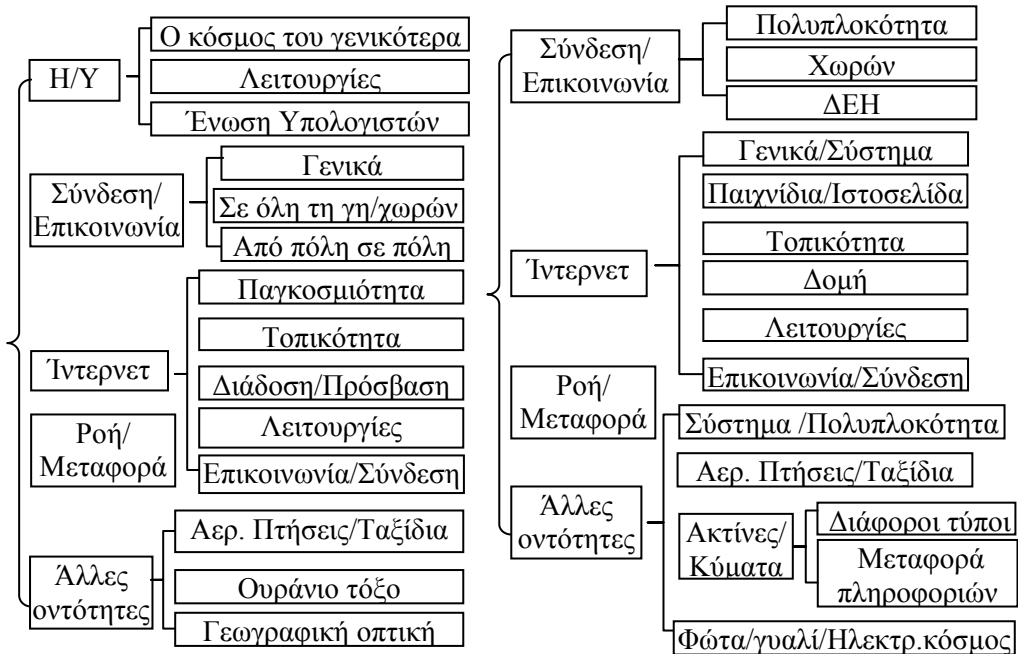 Η/Υ
Ο κόσμος του γενικότερα
Λειτουργίες
Ένωση Υπολογιστών
Σύνδεση/
Επικοινωνία
Γενικά
Σε όλη τη γη/χωρών
Από πόλη σε πόλη
Ίντερνετ
Παγκοσμιότητα
Τοπικότητα
Διάδοση/Πρόσβαση
Λειτουργίες
Επικοινωνία/Σύνδεση
Ροή/
Μεταφορά
Άλλες
οντότητες
Αερ. Πτήσεις/Ταξίδια
Ουράνιο τόξο
Γεωγραφική οπτική
Σύνδεση/
Επικοινωνία
Πολυπλοκότητα
Χωρών
ΔΕΗ
Ίντερνετ
Γενικά/Σύστημα
Παιχνίδια/Ιστοσελίδα
Τοπικότητα
Δομή
Λειτουργίες
Επικοινωνία/Σύνδεση
Ροή/
Μεταφορά
Άλλες
οντότητες
Σύστημα /Πολυπλοκότητα
Αερ. Πτήσεις/Ταξίδια
Ακτίνες/
Κύματα
Διάφοροι τύποι
Μεταφορά
πληροφοριών
Φώτα/γυαλί/Ηλεκτρ.κόσμος